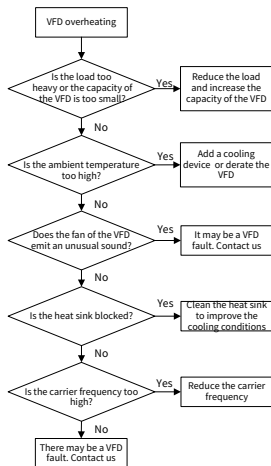 VFD overheating
Is the load too
heavy or the capacity of
the VFD is too small?
Yes
Reduce the load
and increase the
capacity of the VFD
No
Is the ambient temperature
too high?
Yes
Add a cooling
device or derate the
VFD
No
Does the fan of the VFD
emit an unusual sound?
Yes
It may be a VFD
fault. Contact us
No
Is the heat sink blocked?
Yes
Clean the heat sink
to improve the
cooling conditions
No
Is the carrier frequency too
high?
Yes
Reduce the carrier
frequency
No
There may be a VFD
fault. Contact us